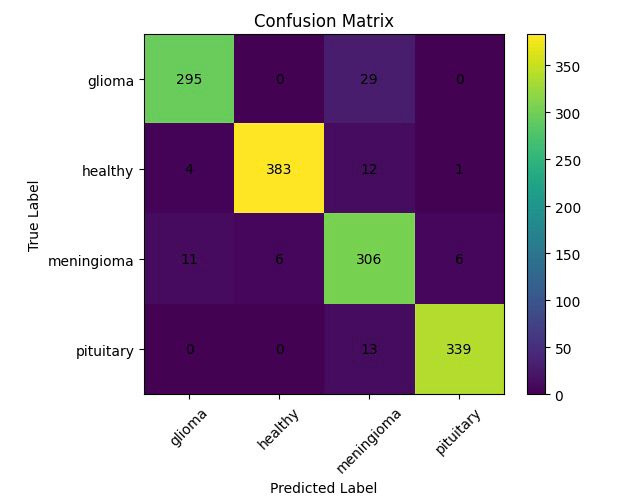 Confusion Matrix
glioma 295 0 29 0
healthy 4 383 12 1
meningioma 11 6 306 6
pituitary 0 0 13 339
True Label
glioma healthy meningioma pituitary
Predicted Label
350
300
250
200
150
100
50
0